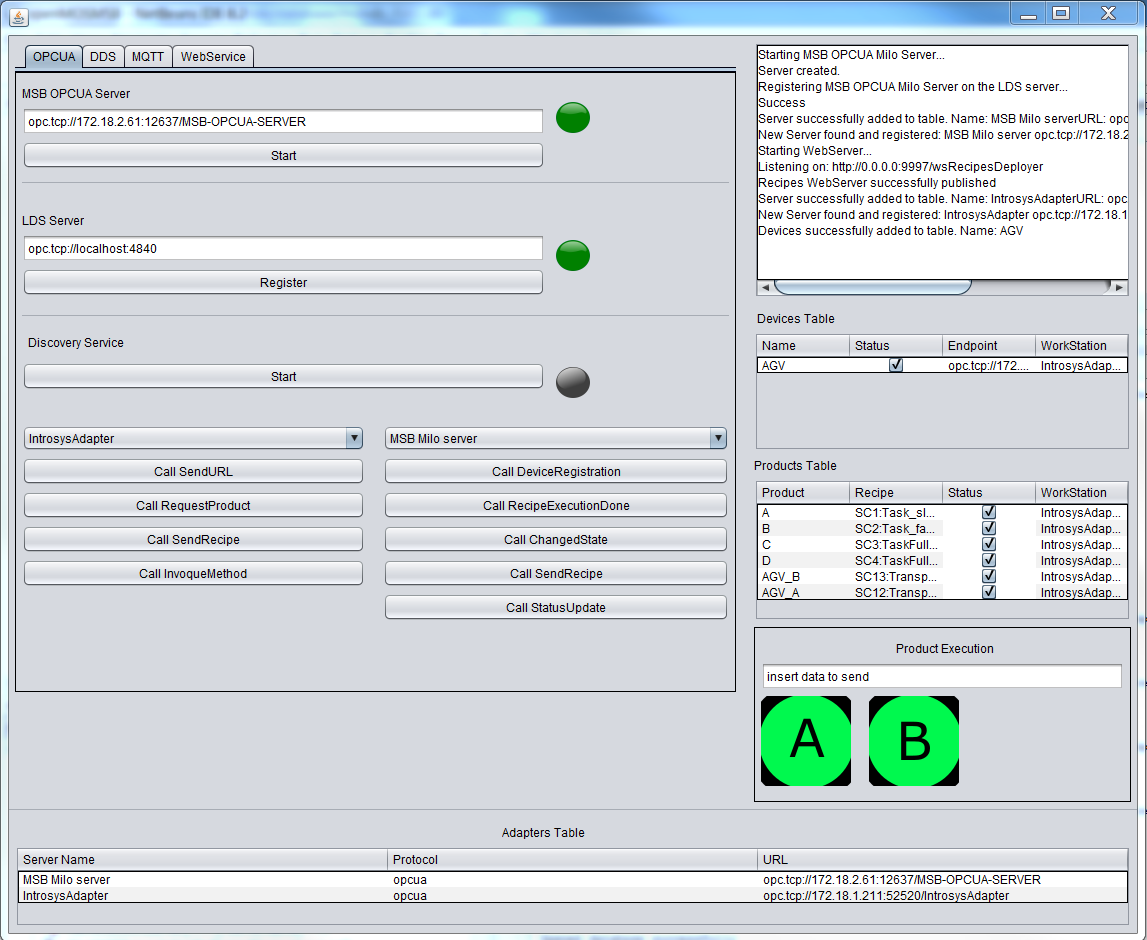 OPCUA DDS MQTT WebService
MSB OPCUA Server
opc.tcp://172.18.2.61:12637/MSB-OPCUA-SERVER
Start
LDS Server
opc.tcp://localhost:4840
Register
Discovery Service
Start
IntrosysAdapter
Call SendURL
Call RequestProduct
Call SendRecipe
Call InvoqueMethod
MSB Milo server
Call DeviceRegistration
Call RecipeExecutionDone
Call ChangedState
Call SendRecipe
Call StatusUpdate
Starting MSB OPCUA Milo Server...
Server created.
Registering MSB OPCUA Milo Server on the LDS server...
Success
Server successfully added to table. Name: MSB Milo serverURL: opc
New Server found and registered: MSB Milo server opc.tcp://172.18.2
Starting WebServer...
Listening on: http://0.0.0.0:9997/wsRecipesDeployer
Recipes WebServer successfully published
Server successfully added to table. Name: IntrosysAdapterURL: opc
New Server found and registered: IntrosysAdapter opc.tcp://172.18.1
Devices successfully added to table. Name: AGV
Devices Table
Name Status Endpoint WorkStation
AGV opc.tcp://172.... IntrosysAdap...
Products Table
Product Recipe Status WorkStation
A SC1:Task_sl... IntrosysAdap...
B SC2:Task_fa... IntrosysAdap...
C SC3:TaskFull... IntrosysAdap...
D SC4:TaskFull... IntrosysAdap...
AGV_B SC13:Transp... IntrosysAdap...
AGV_A SC12:Transp... IntrosysAdap...
Product Execution
insert data to send
A B
Adapters Table
Server Name Protocol URL
MSB Milo server opcua opc.tcp://172.18.2.61:12637/MSB-OPCUA-SERVER
IntrosysAdapter opcua opc.tcp://172.18.1.211:52520/IntrosysAdapter